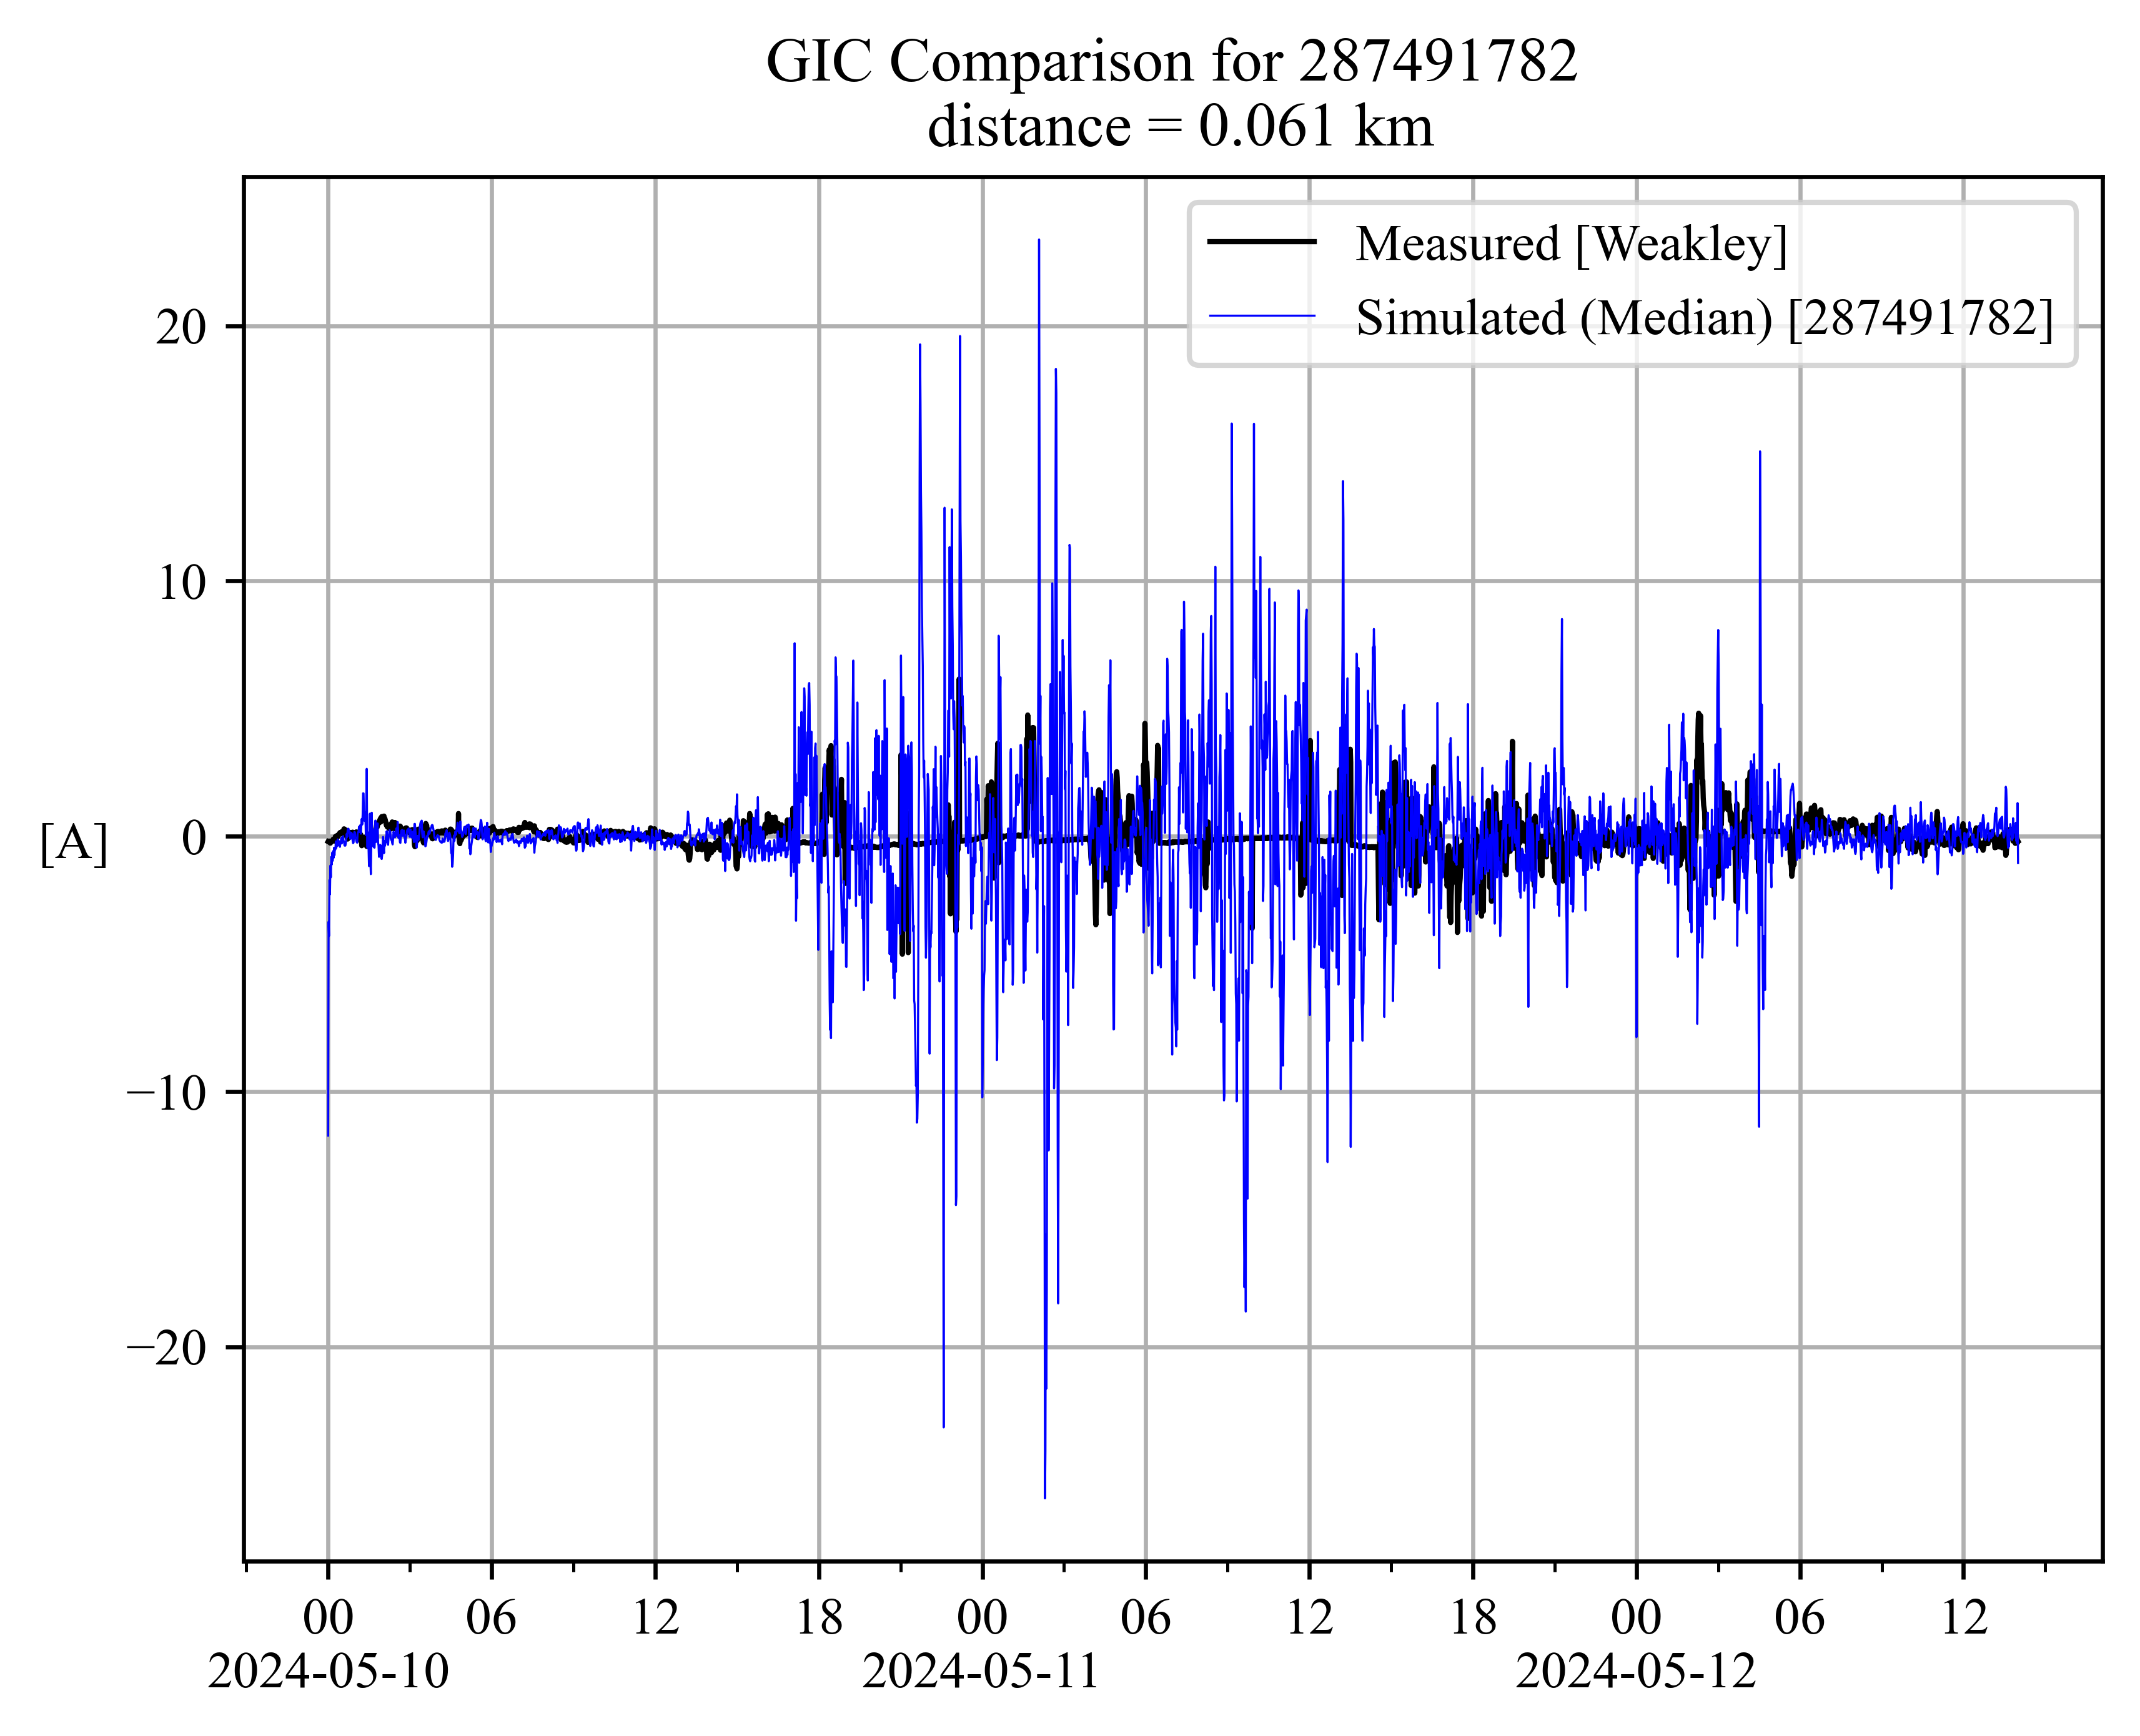 GIC Comparison for 287491782
distance = 0.061 km
Measured [Weakley]
Simulated (Median) [287491782]
20
10
[A] 0
−10
−20
00 06 12 18 00 06 12 18 00 06 12
2024-05-10 2024-05-11 2024-05-12